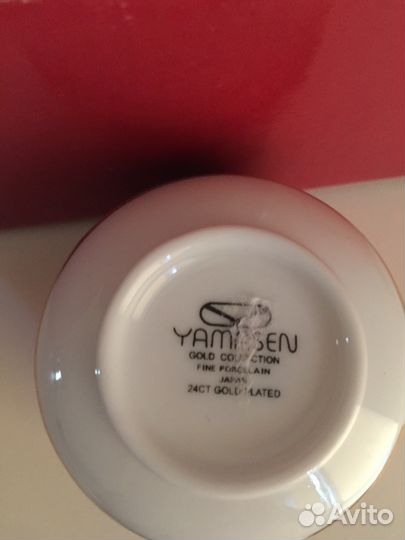 YAMASEN
GOLD COLLECTION
FINE PORCELAIN
JAPAN
24CT GOLD PLATED
Avito